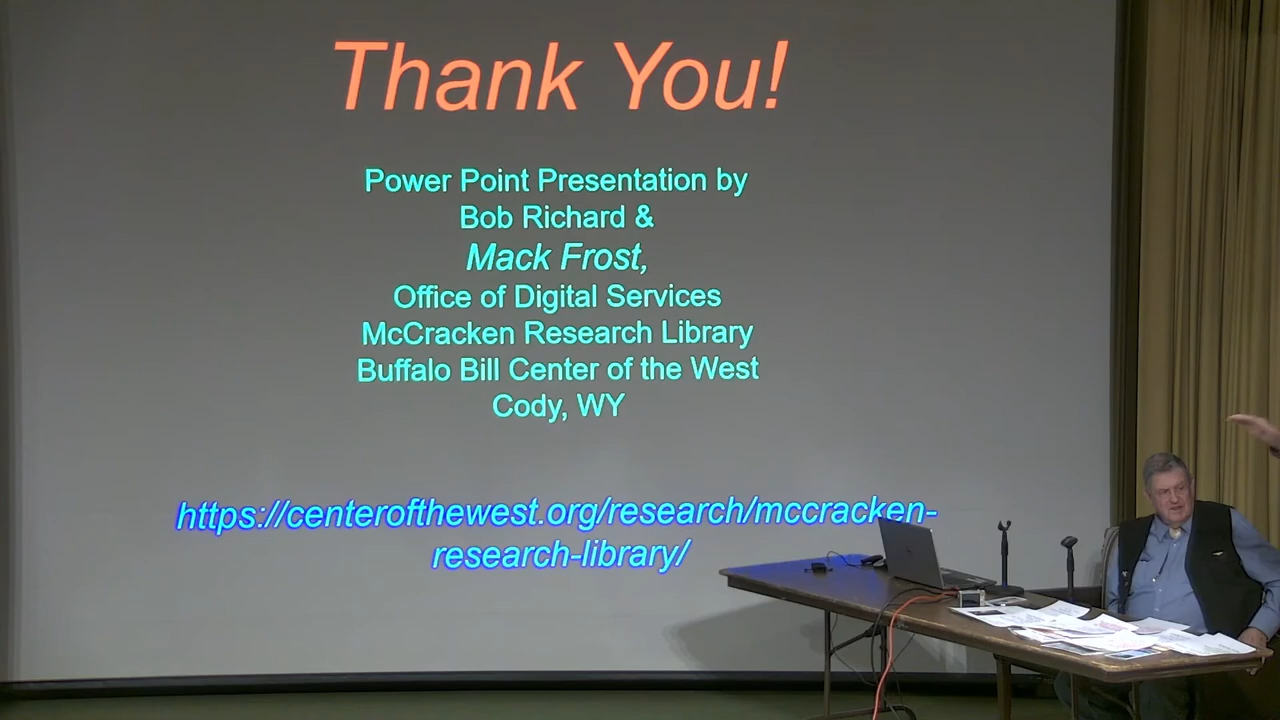 Thank You!
Power Point Presentation by
Bob Richard &
Mack Frost,
Office of Digital Services
McCracken Research Library
Buffalo Bill Center of the West
Cody, WY
https://centerofthewest.org/research/mccracken-
research-library/